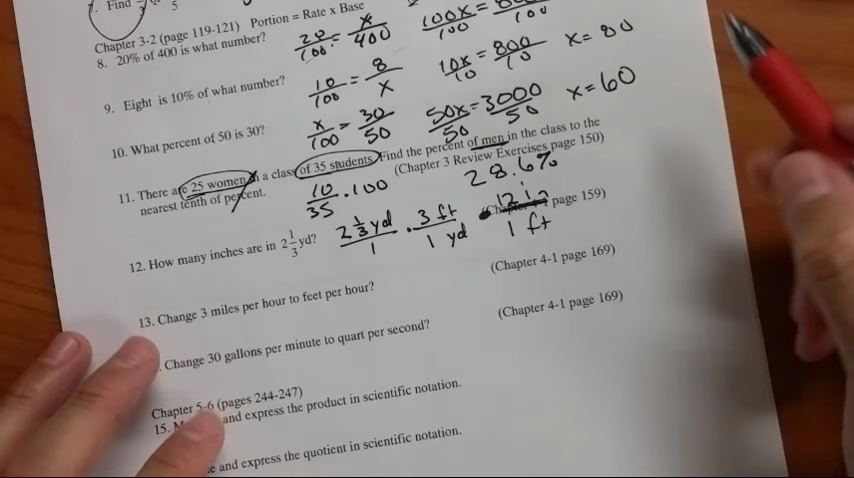 7. Find
5
Chapter 3-2 (page 119-121) Portion = Rate x Base
8. 20% of 400 is what number? 20/100 = x/400 100x/100 = /100
9. Eight is 10% of what number? 10/100 = 8/x 10x/10 = 800/10 x = 80
10. What percent of 50 is 30? x/100 = 30/50 50x/50 = 3000/50 x = 60
11. There are 25 women in a class of 35 students. Find the percent of men in the class to the
nearest tenth of percent. (Chapter 3 Review Exercises page 150)
10/35 · 100 28.6%
12. How many inches are in 2 1/3 yd? 2 1/3 yd/1 · 3 ft/1 yd · 12 in/1 ft (Chapter 4-1 page 159)
13. Change 3 miles per hour to feet per hour? (Chapter 4-1 page 169)
. Change 30 gallons per minute to quart per second? (Chapter 4-1 page 169)
Chapter 5-6 (pages 244-247)
15. and express the product in scientific notation.
and express the quotient in scientific notation.